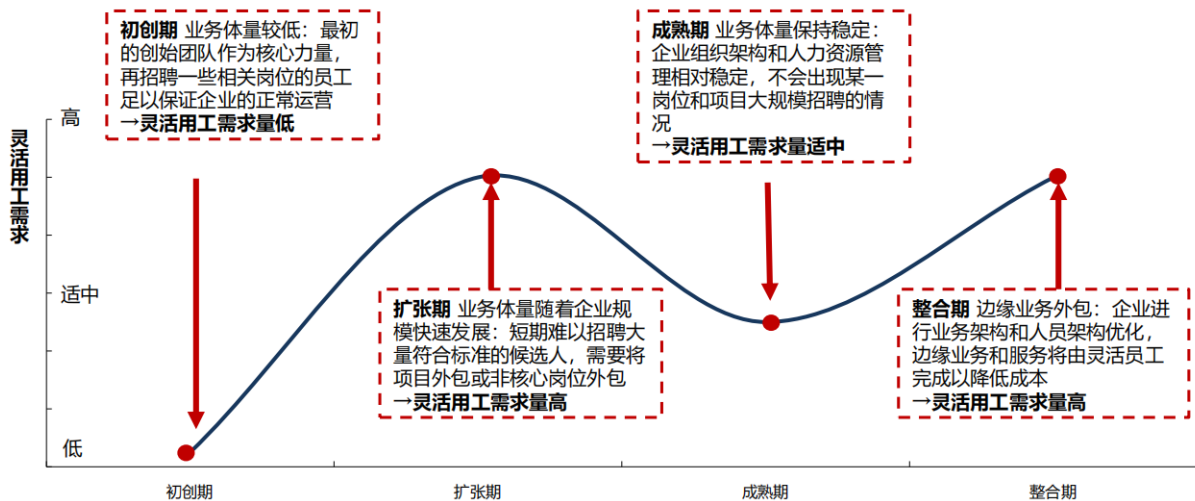 初创期 业务体量较低：最初
的创始团队作为核心力量，
再招聘一些相关岗位的员工
足以保证企业的正常运营
→灵活用工需求量低
成熟期 业务体量保持稳定：
企业组织架构和人力资源管
理相对稳定，不会出现某一
岗位和项目大规模招聘的情
况
→灵活用工需求量适中
灵活用工需求
高
适中
低
扩张期 业务体量随着企业规
模快速发展：短期难以招聘大
量符合标准的候选人，需要将
项目外包或非核心岗位外包
→灵活用工需求量高
整合期 边缘业务外包：企业进
行业务架构和人员架构优化，
边缘业务和服务将由灵活员工
完成以降低成本
→灵活用工需求量高
初创期
扩张期
成熟期
整合期